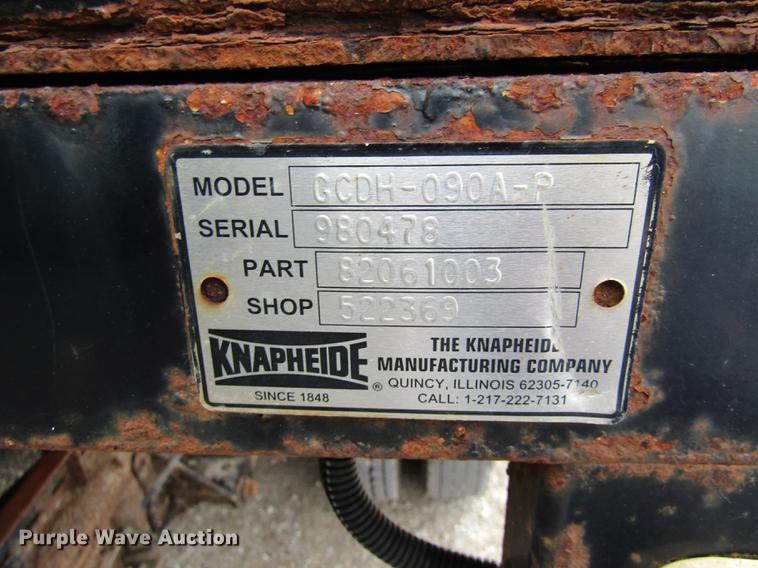 MODEL GCDH-090A-P
SERIAL 980478
PART 82061003
SHOP 522369
KNAPHEIDE ®
SINCE 1848
THE KNAPHEIDE
MANUFACTURING COMPANY
QUINCY, ILLINOIS 62305-7140
CALL: 1-217-222-7131
Purple Wave Auction